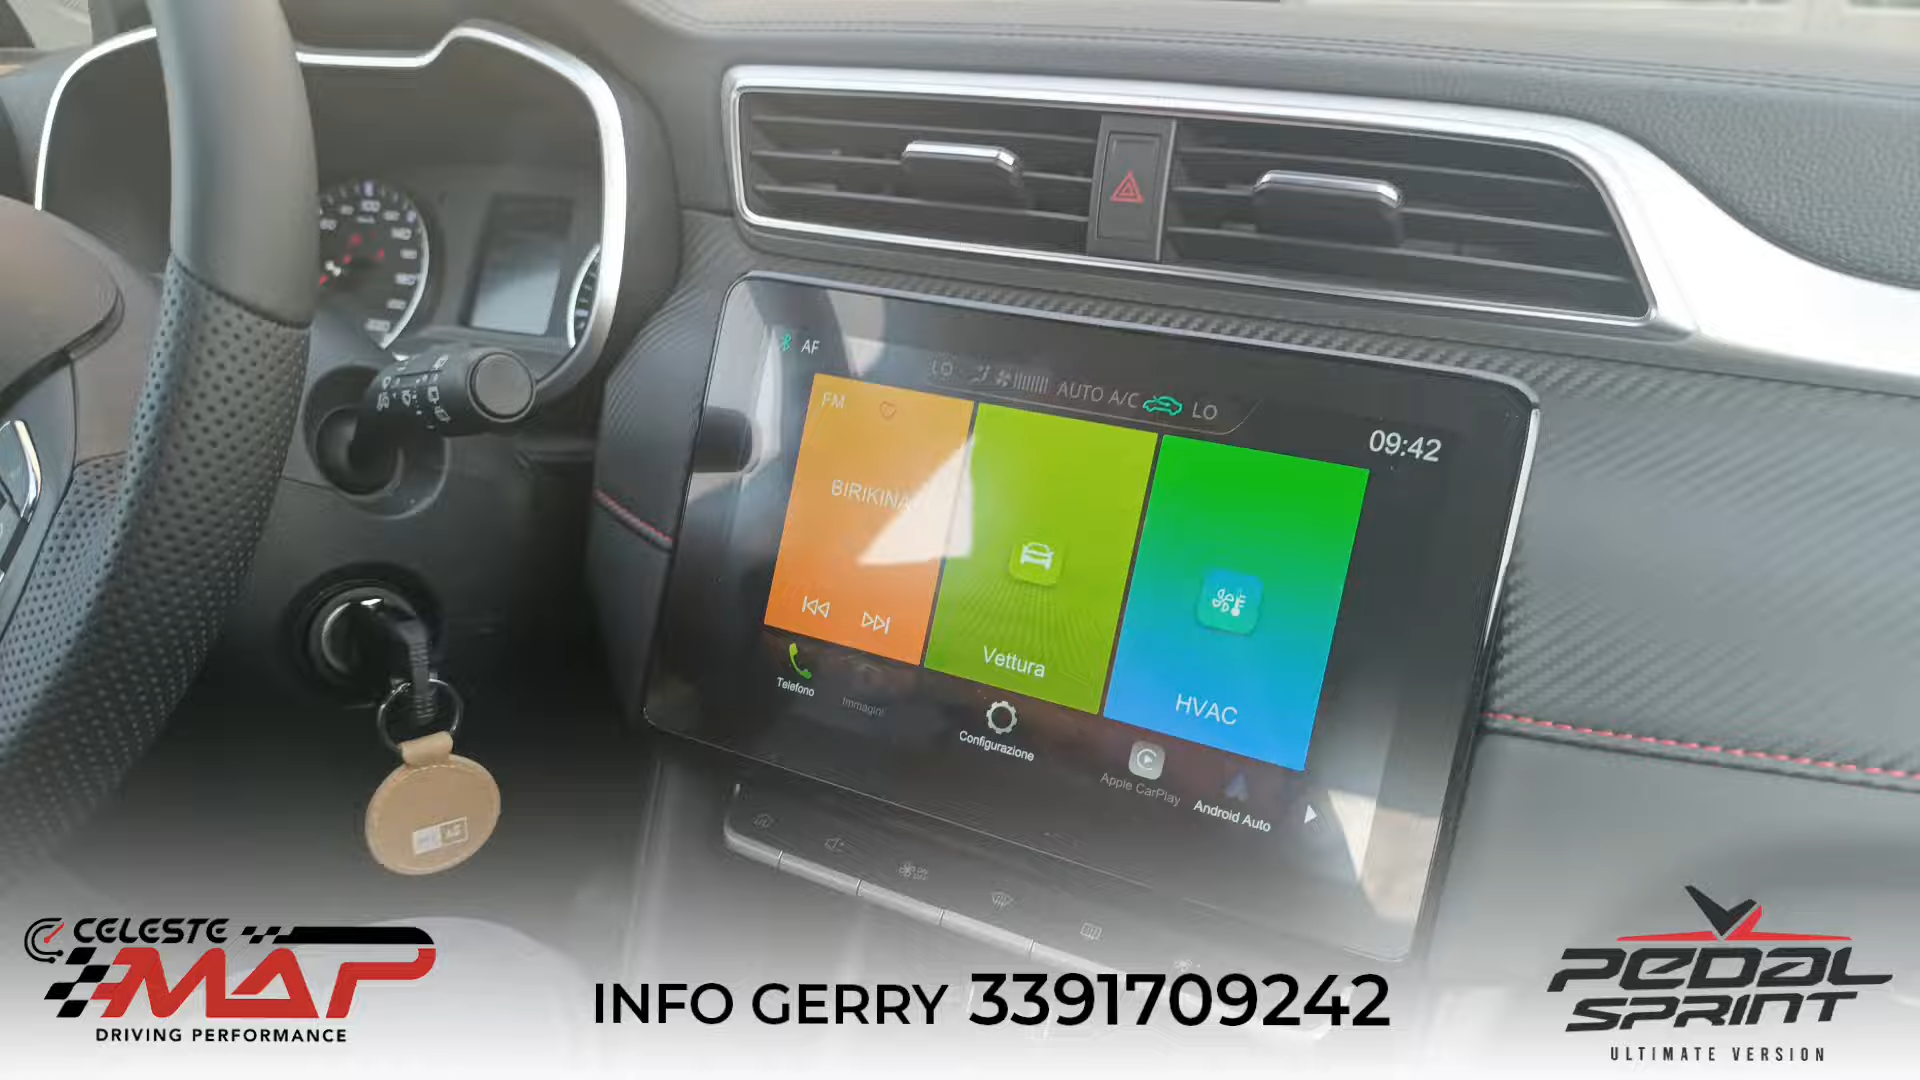 AF
LO AUTO A/C LO
09:42
FM
BIRIKINA
Vettura
HVAC
Telefono
Immagini
Configurazione
Apple CarPlay
Android Auto
CELESTE
MAP
DRIVING PERFORMANCE
INFO GERRY 3391709242
PEDAL
SPRINT
ULTIMATE VERSION